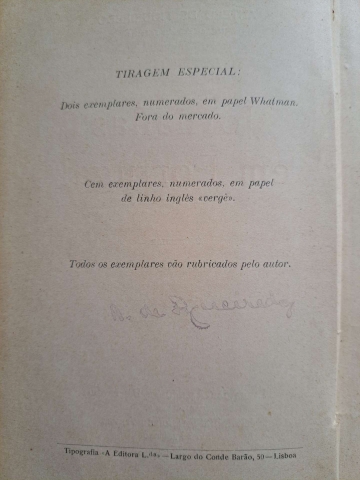 TIRAGEM ESPECIAL:
Dois exemplares, numerados, em papel Whatman.
Fora do mercado.
Cem exemplares, numerados, em papel
de linho inglês «vergé».
Todos os exemplares vão rubricados pelo autor.
de
Tipografia «A Editora L.da» — Largo do Conde Barão, 50 — Lisboa